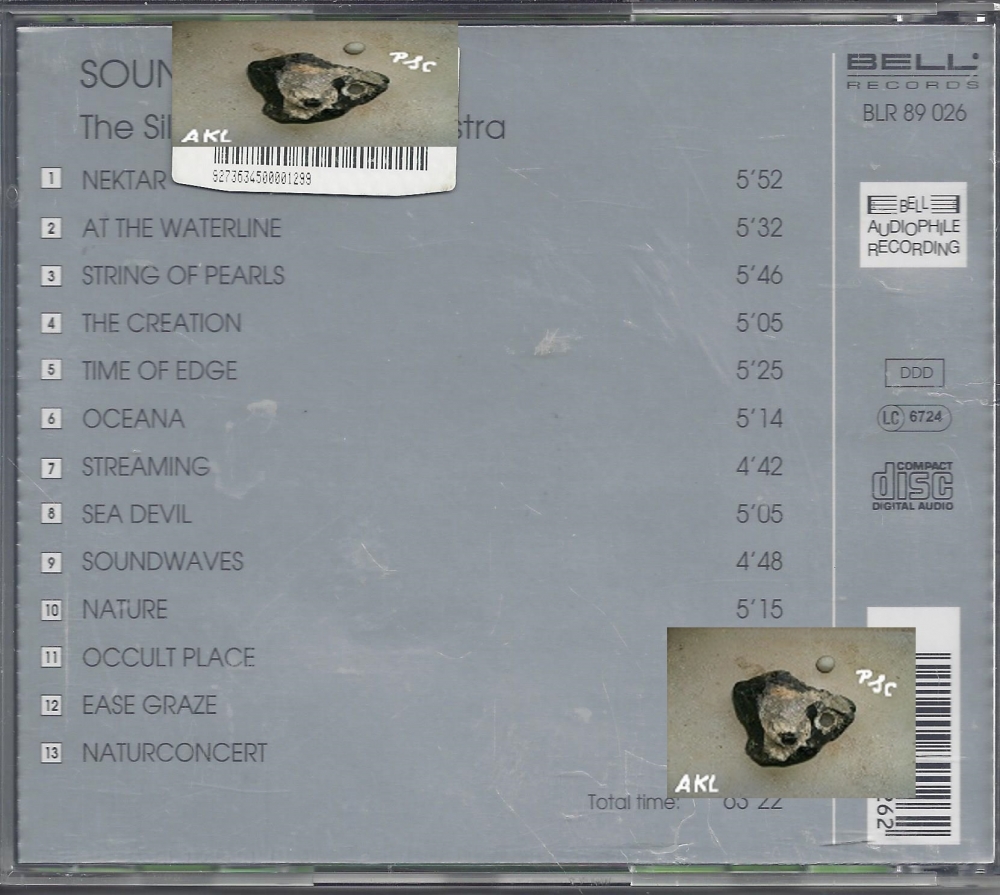 SOUN
The Sil stra
PSC
AKL
9273634500001299
1 NEKTAR 5'52
2 AT THE WATERLINE 5'32
3 STRING OF PEARLS 5'46
4 THE CREATION 5'05
5 TIME OF EDGE 5'25
6 OCEANA 5'14
7 STREAMING 4'42
8 SEA DEVIL 5'05
9 SOUNDWAVES 4'48
10 NATURE 5'15
11 OCCULT PLACE
12 EASE GRAZE
13 NATURCONCERT
Total time: 63'22
PSC
AKL
BELL
RECORDS
BLR 89 026
BELL
AUDIOPHILE
RECORDING
DDD
LC 6724
COMPACT
disc
DIGITAL AUDIO
262